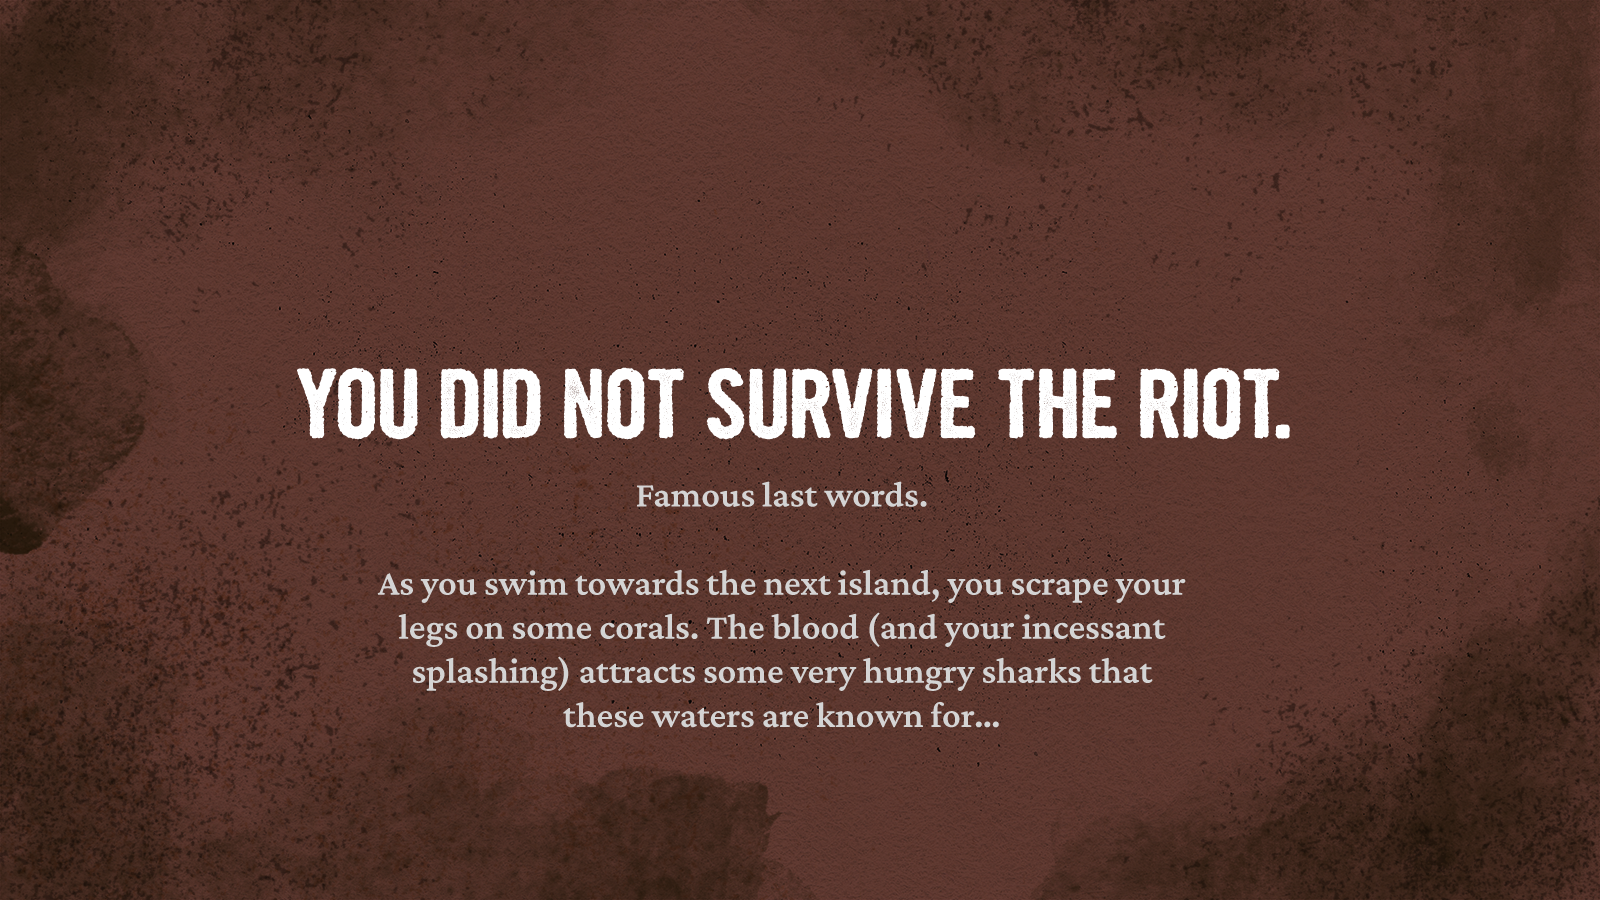 YOU DID NOT SURVIVE THE RIOT.
Famous last words.
As you swim towards the next island, you scrape your
legs on some corals. The blood (and your incessant
splashing) attracts some very hungry sharks that
these waters are known for...